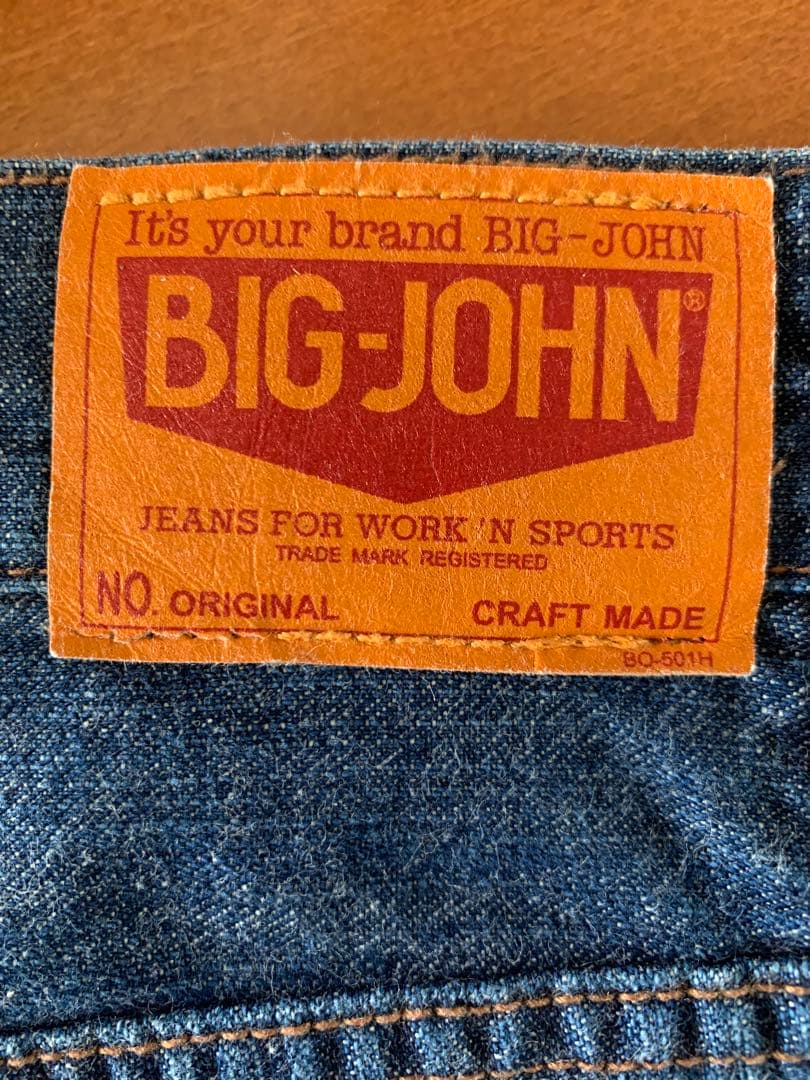 It's your brand BIG-JOHN
BIG-JOHN®
JEANS FOR WORK 'N SPORTS
TRADE MARK REGISTERED
NO. ORIGINAL CRAFT MADE
BO-501H